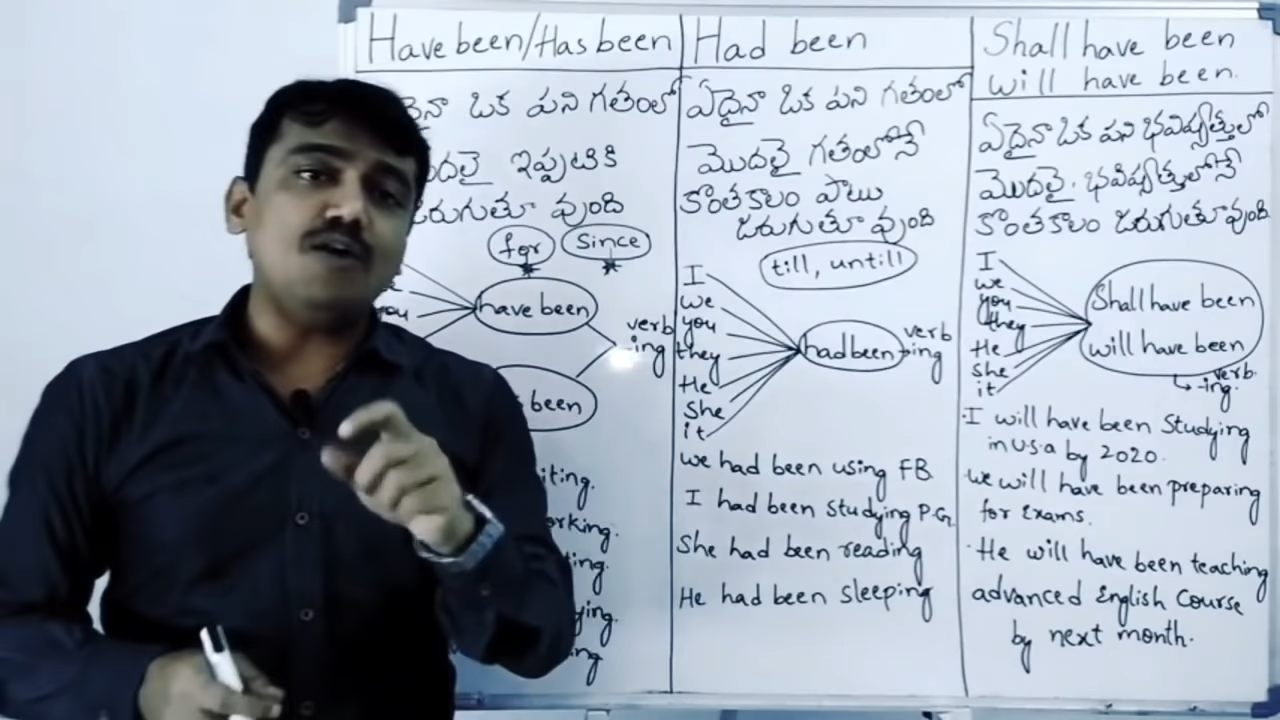 Have been/Has been
ఒక పని గతంలో
ఇప్పటికి
జరుగుతూ వుంది
for Since
have been
you
verb
ing
been
iting.
orking.
ting.
ying.
ng
Had been
ఏదైనా ఒక పని గతంలో
మొదలై గతంలోనే
కొంతకాలం పాటు
జరుగుతూ వుంది
till, untill
I
we
you
they
He
She
it
had been
verb
ing
we had been using FB
I had been studying P.G.
She had been reading
He had been sleeping
Shall have been
will have been.
ఏదైనా ఒక పని భవిష్యత్తులో
మొదలై. భవిష్యత్తులోనే
కొంతకాలం జరుగుతూ వుంది
I
we
you
they
He
She
it
Shall have been
will have been
verb.
ing.
I will have been Studying
in U.S.a by 2020.
we will have been preparing
for Exams.
He will have been teaching
advanced English Course
by next month.